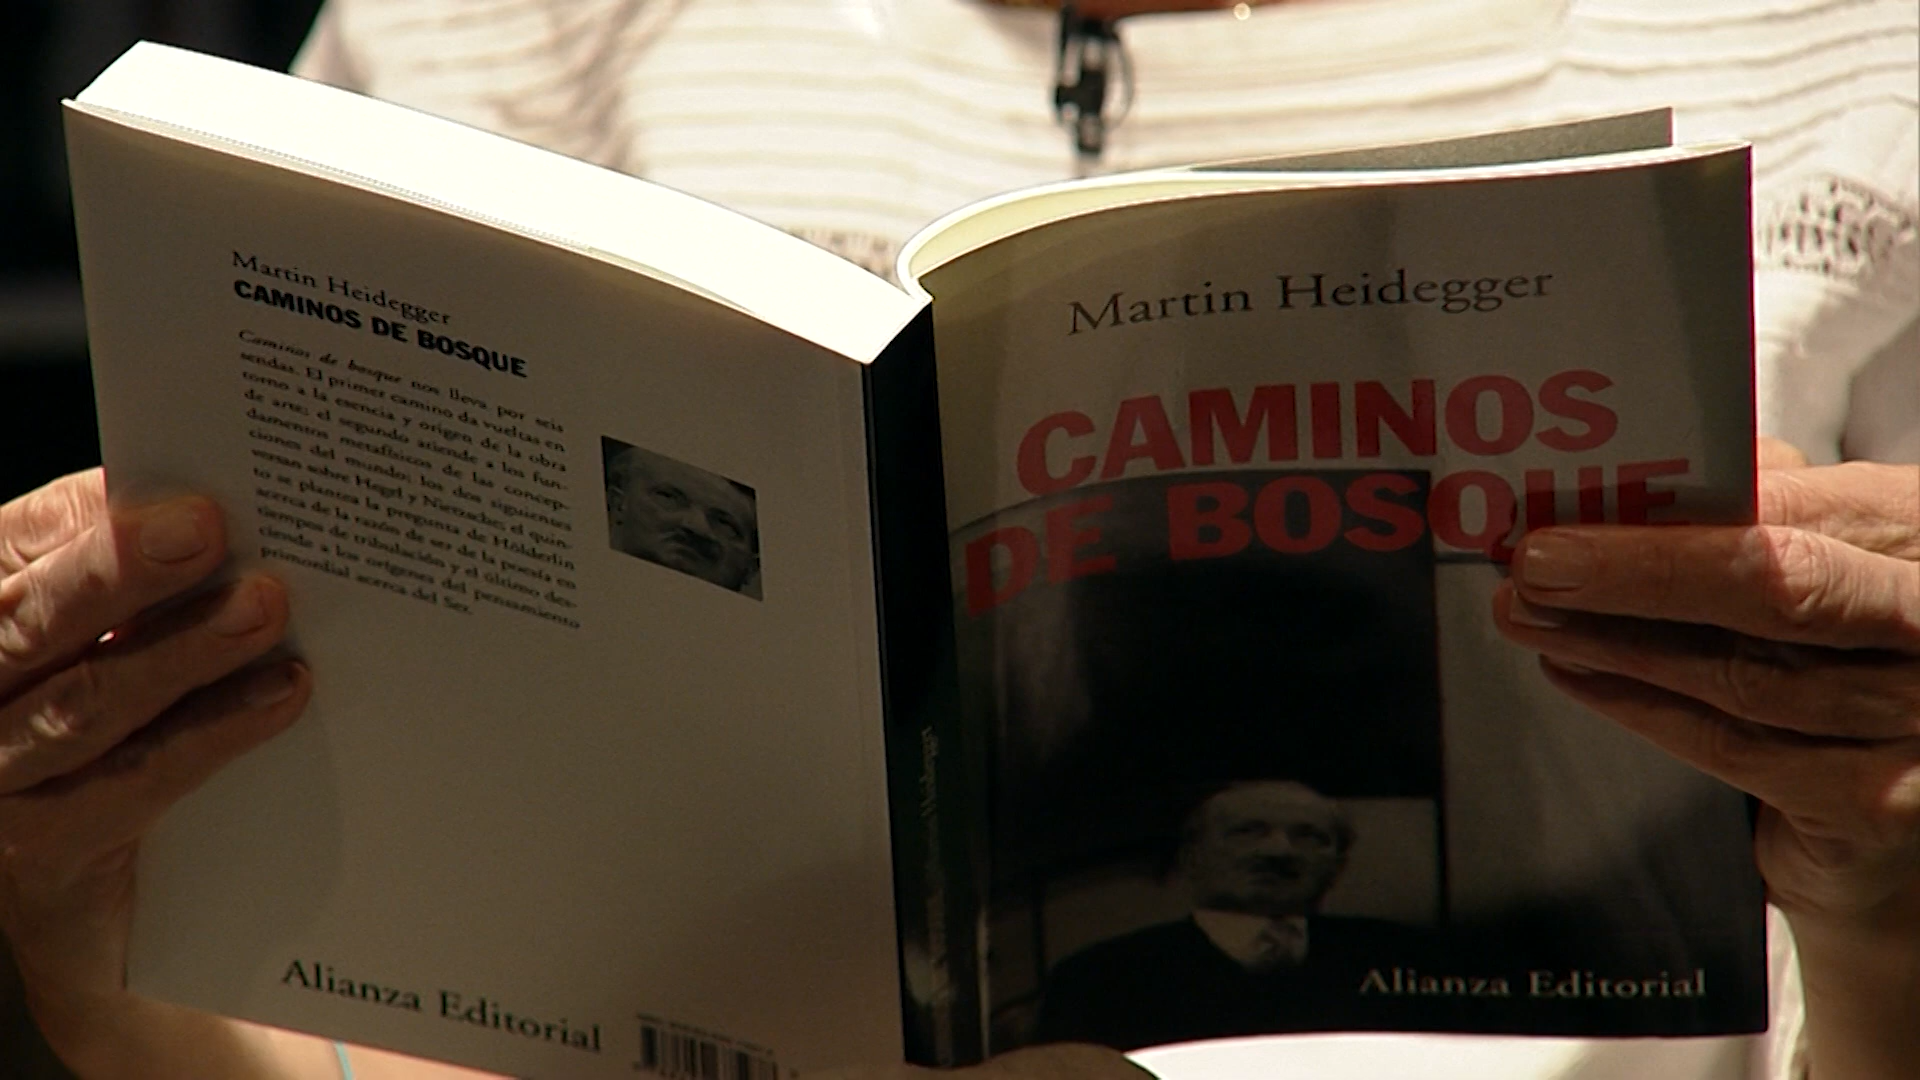 Martin Heidegger
CAMINOS DE BOSQUE
Caminos de bosque nos lleva por seis
sendas. El primer camino da vueltas en
torno a la esencia y origen de la obra
de arte; el segundo atiende a los fun-
damentos metafísicos de las concep-
ciones del mundo; los dos siguientes
versan sobre Hegel y Nietzsche; el quin-
to se plantea la pregunta de Hölderlin
acerca de la razón de ser de la poesía en
tiempos de tribulación y el último des-
ciende a los orígenes del pensamiento
primordial acerca del Ser.
Alianza Editorial
Heidegger
Martin Heidegger
CAMINOS
DE BOSQUE
Alianza Editorial